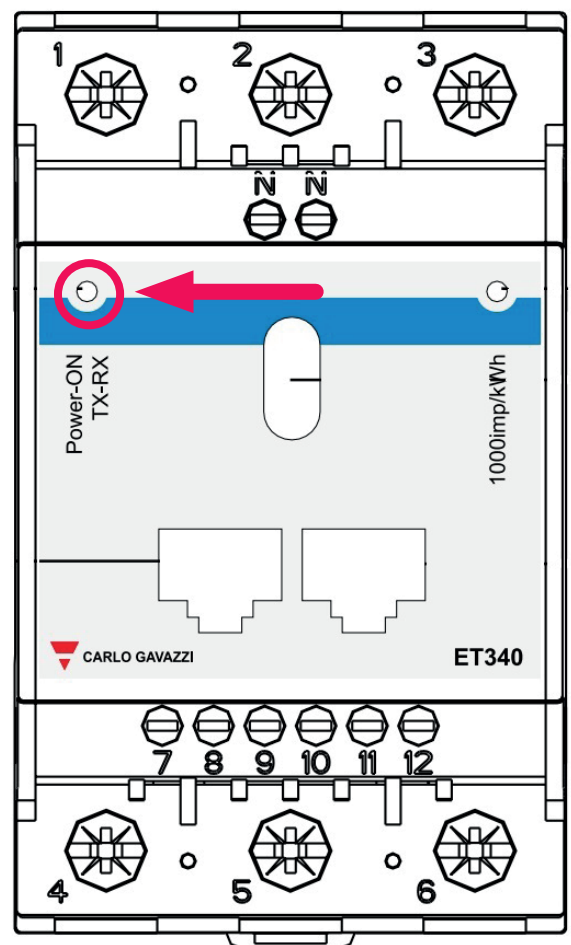 1 2 3
N N
Power-ON
TX-RX
1000imp/kWh
CARLO GAVAZZI
ET340
7 8 9 10 11 12
4 5 6